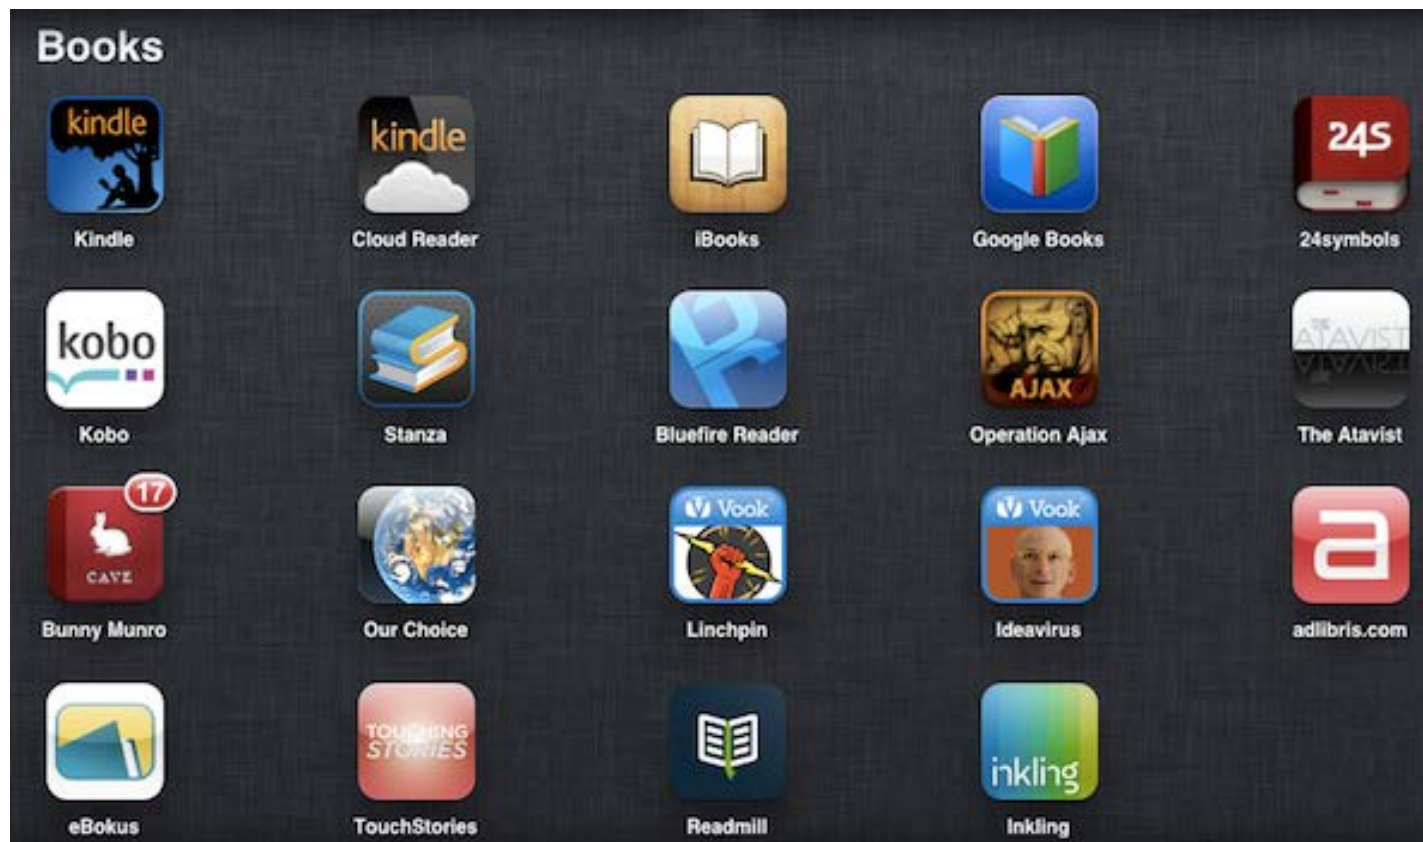 Books
kindle
kindle
24S
Kindle
Cloud Reader
iBooks
Google Books
24symbols
kobo
AJAX
THE
ATAVIST
Kobo
Stanza
Bluefire Reader
Operation Ajax
The Atavist
17
CAVE
Vook
Vook
a
Bunny Munro
Our Choice
Linchpin
Ideavirus
adlibris.com
TOUCHING
STORIES
inkling
eBokus
TouchStories
Readmill
Inkling